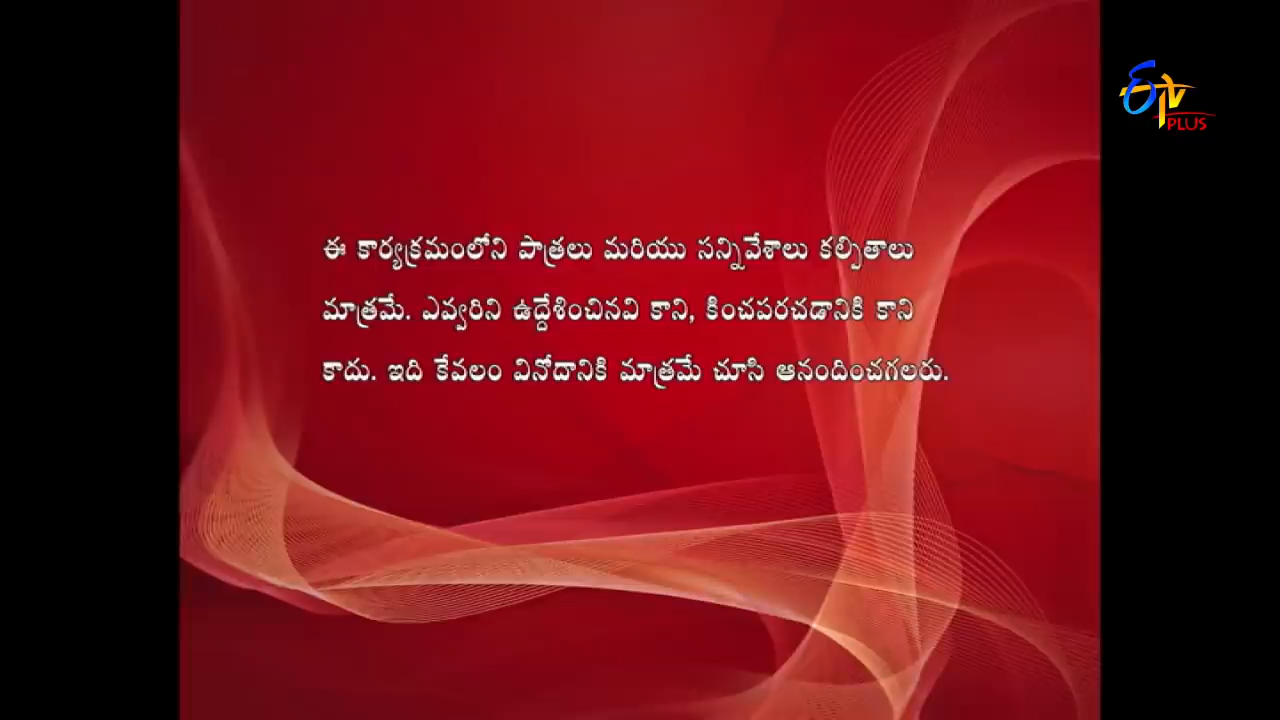 ETV
PLUS
ఈ కార్యక్రమంలోని పాత్రలు మరియు సన్నివేశాలు కల్పితాలు
మాత్రమే. ఎవ్వరిని ఉద్దేశించినవి కాని, కించపరచడానికి కాని
కాదు. ఇది కేవలం వినోదానికి మాత్రమే చూసి ఆనందించగలరు.